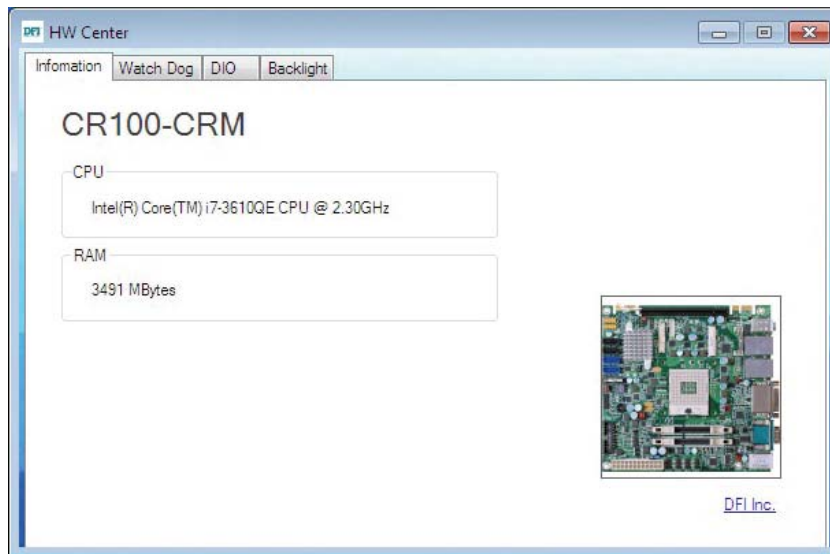 DFI HW Center
Infomation Watch Dog DIO Backlight
CR100-CRM
CPU
Intel(R) Core(TM) i7-3610QE CPU @ 2.30GHz
RAM
3491 MBytes
DFI Inc.